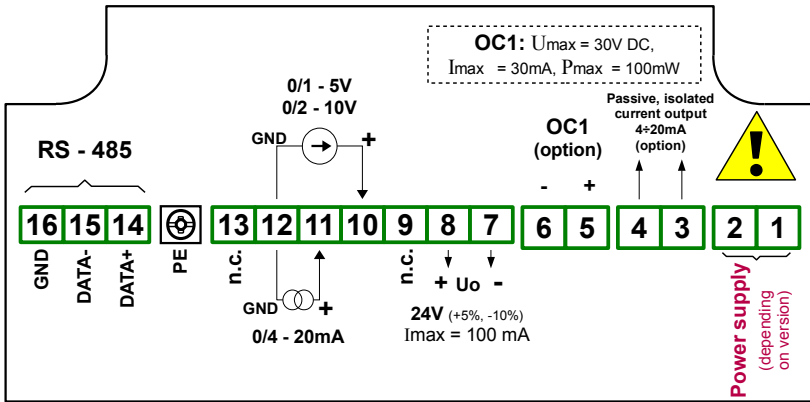 OC1: Umax = 30V DC,
Imax = 30mA, Pmax = 100mW
0/1 - 5V
0/2 - 10V
Passive, isolated
current output
4÷20mA
(option)
OC1
(option)
RS - 485
GND
+
-
+
!
16
15
14
13
12
11
10
9
8
7
6
5
4
3
2
1
GND
DATA-
DATA+
PE
n.c.
GND
+
0/4 - 20mA
n.c.
+ Uo -
24V (+5%, -10%)
Imax = 100 mA
Power supply
(depending
on version)